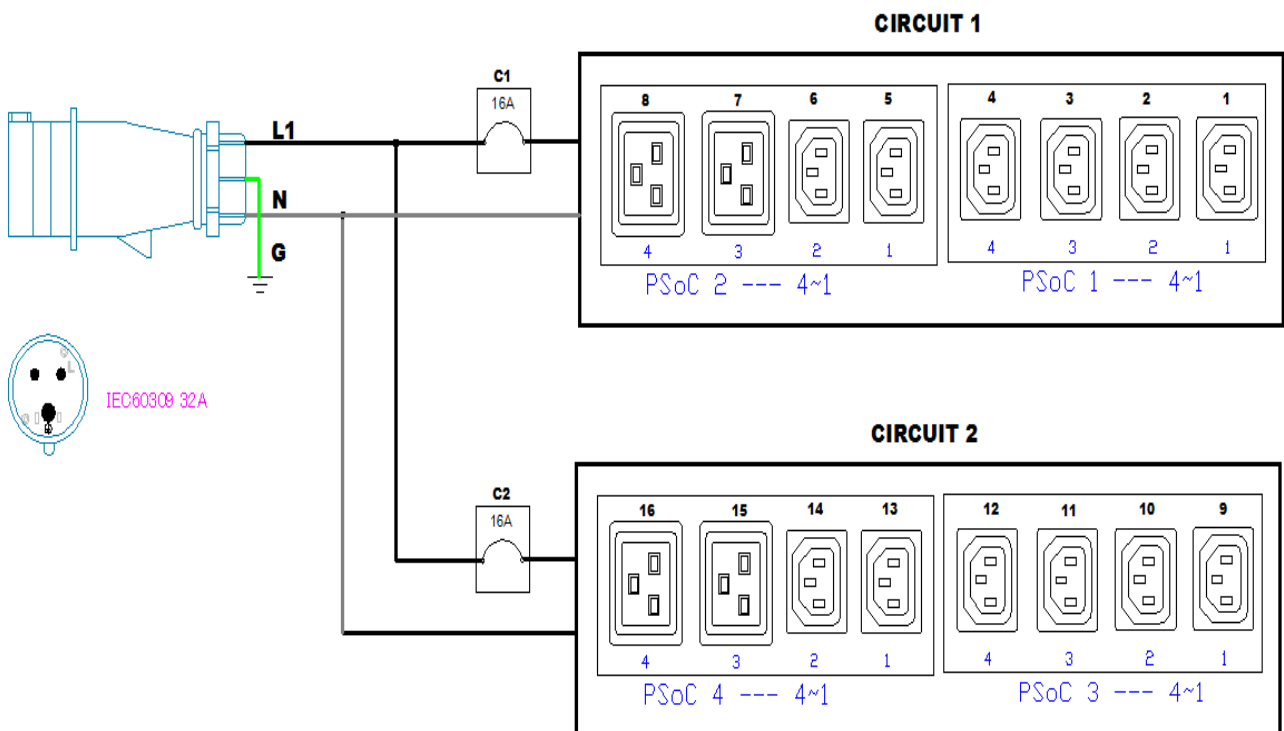 CIRCUIT 1
C1
16A
8 7 6 5 4 3 2 1
L1
N
G
4 3 2 1 4 3 2 1
PSoC 2 --- 4~1 PSoC 1 --- 4~1
L
IEC60309 32A
CIRCUIT 2
C2
16A
16 15 14 13 12 11 10 9
4 3 2 1 4 3 2 1
PSoC 4 --- 4~1 PSoC 3 --- 4~1